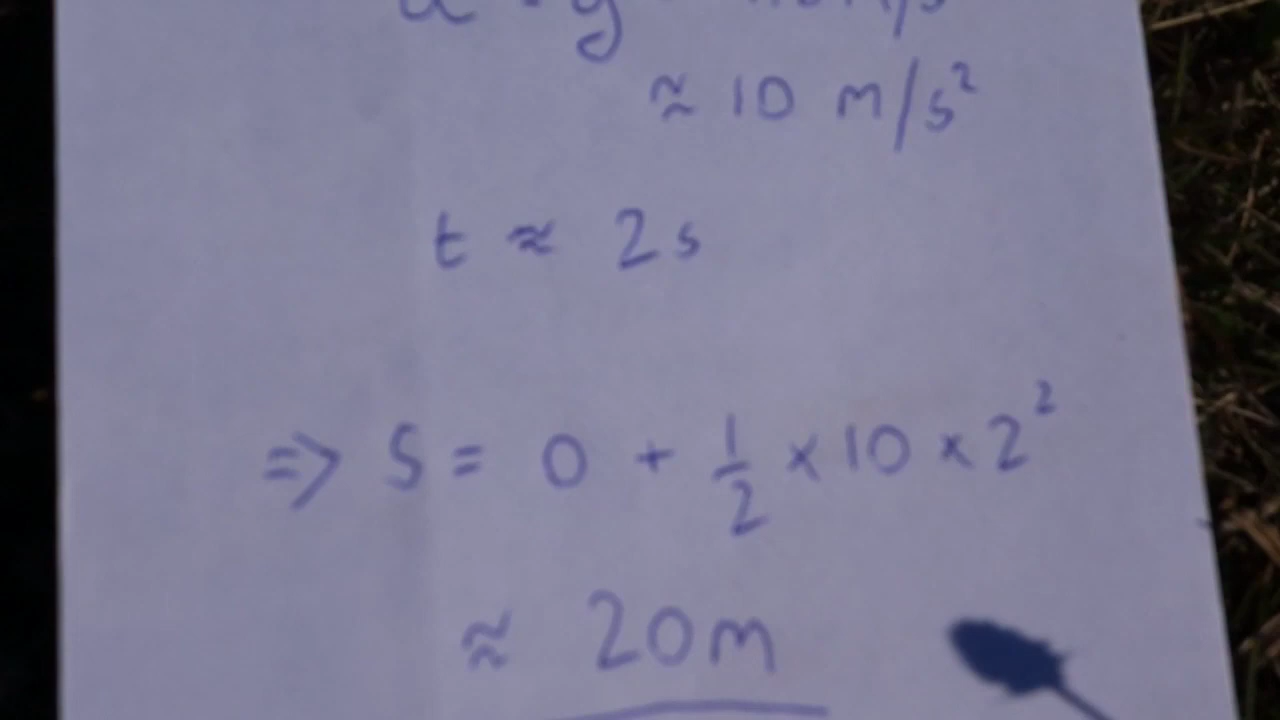 ≈ 10 m/s²
t ≈ 2s
⇒ S = 0 + 1/2 × 10 × 2²
≈ 20m